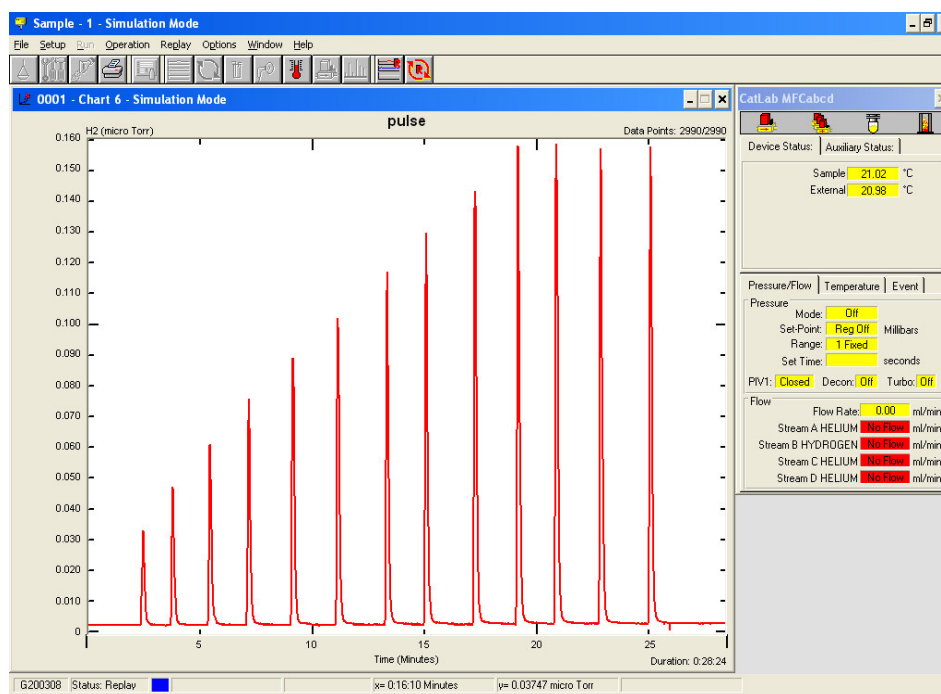 Sample - 1 - Simulation Mode
File Setup Run Operation Replay Options Window Help
0001 - Chart 6 - Simulation Mode
pulse
H2 (micro Torr)
Data Points: 2990/2990
0.160
0.150
0.140
0.130
0.120
0.110
0.100
0.090
0.080
0.070
0.060
0.050
0.040
0.030
0.020
0.010
0
5 10 15 20 25
Time (Minutes)
Duration: 0:28:24
CatLab MFCabcd
Device Status: Auxiliary Status:
Sample 21.02 °C
External 20.98 °C
Pressure/Flow Temperature Event
Pressure
Mode: Off
Set-Point: Reg Off Millibars
Range: 1 Fixed
Set Time: seconds
PIV1: Closed Decon: Off Turbo: Off
Flow
Flow Rate: 0.00 ml/min
Stream A HELIUM No Flow ml/min
Stream B HYDROGEN No Flow ml/min
Stream C HELIUM No Flow ml/min
Stream D HELIUM No Flow ml/min
G200308 Status: Replay x= 0:16:10 Minutes y= 0.03747 micro Torr